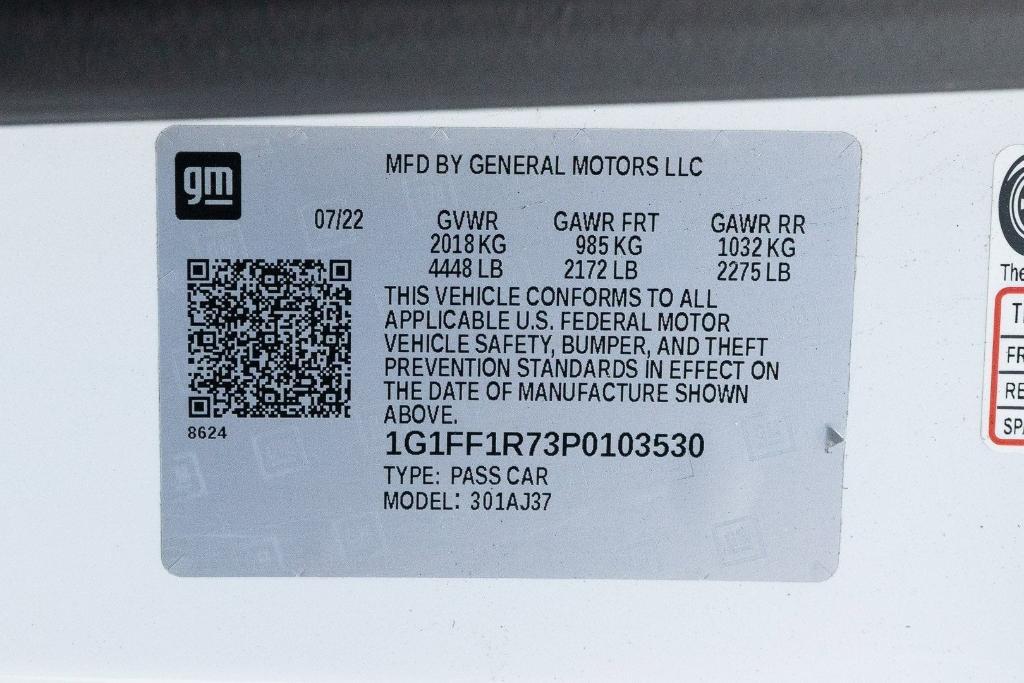 gm
MFD BY GENERAL MOTORS LLC
07/22 GVWR GAWR FRT GAWR RR
2018 KG 985 KG 1032 KG
4448 LB 2172 LB 2275 LB
THIS VEHICLE CONFORMS TO ALL
APPLICABLE U.S. FEDERAL MOTOR
VEHICLE SAFETY, BUMPER, AND THEFT
PREVENTION STANDARDS IN EFFECT ON
THE DATE OF MANUFACTURE SHOWN
ABOVE.
8624
1G1FF1R73P0103530
TYPE: PASS CAR
MODEL: 301AJ37
The